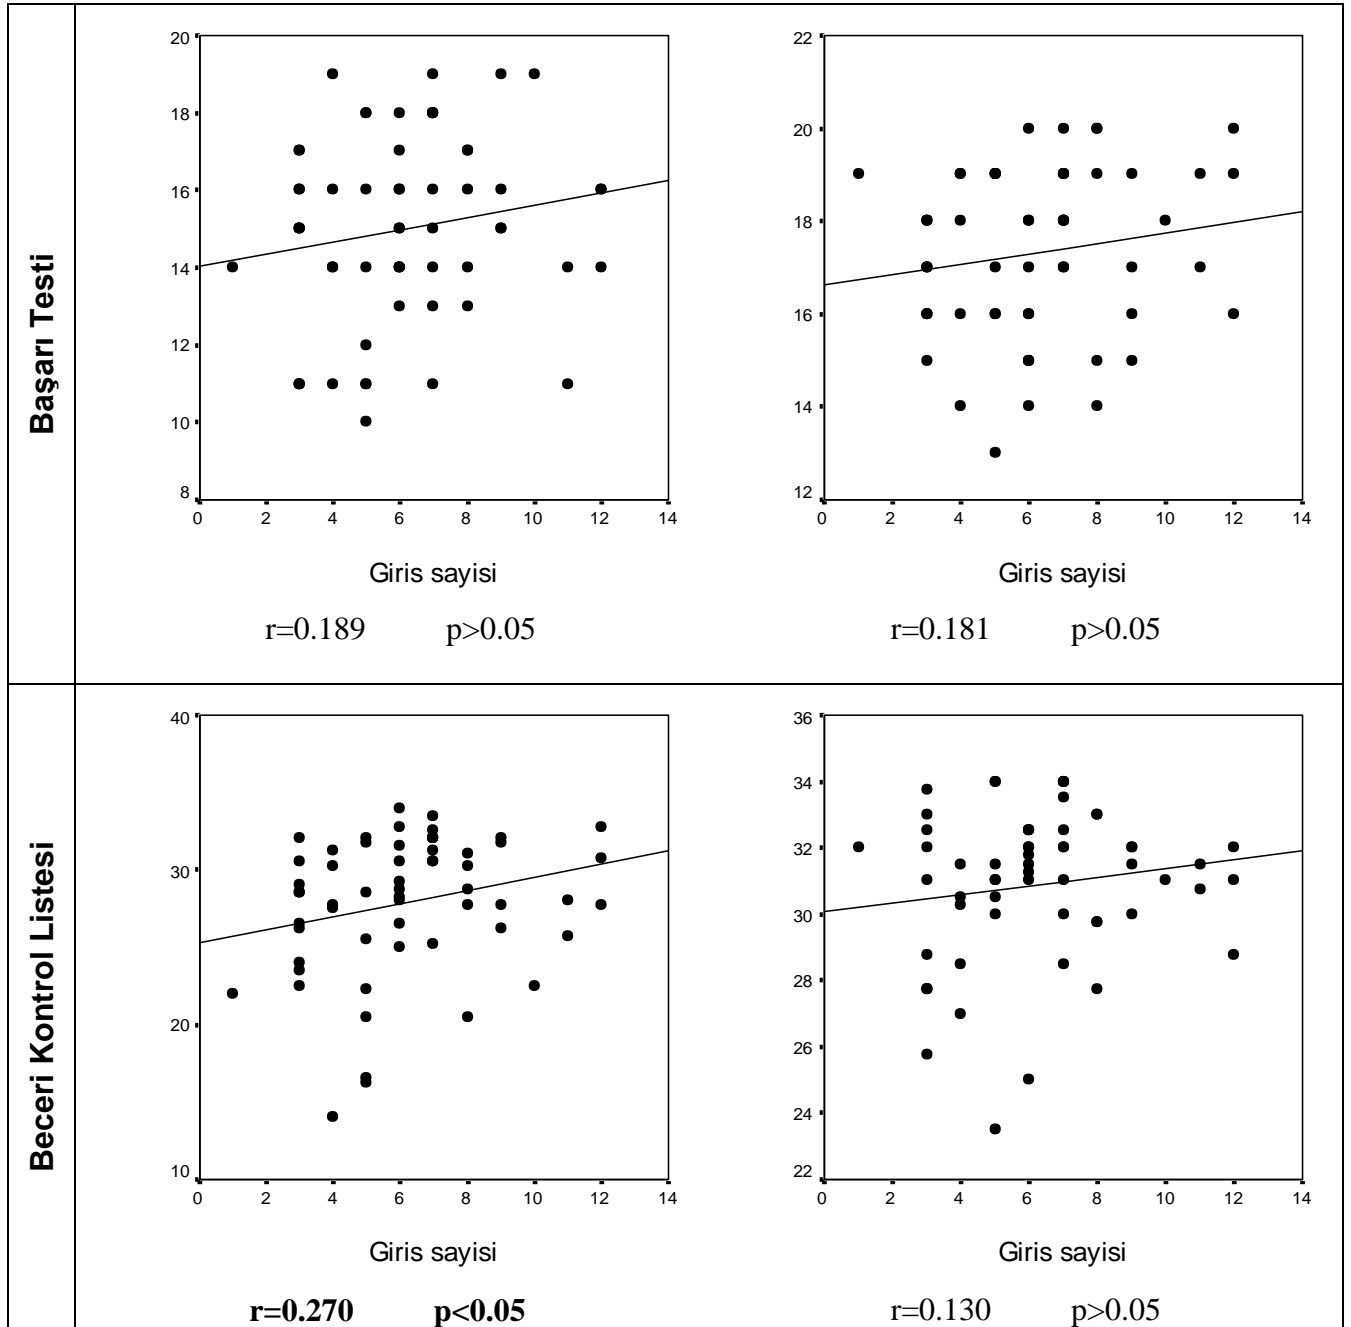 Başarı Testi
20
18
16
14
12
10
8
0 2 4 6 8 10 12 14
Giris sayisi
r=0.189 p>0.05
22
20
18
16
14
12
0 2 4 6 8 10 12 14
Giris sayisi
r=0.181 p>0.05
Beceri Kontrol Listesi
40
30
20
10
0 2 4 6 8 10 12 14
Giris sayisi
r=0.270 p<0.05
36
34
32
30
28
26
24
22
0 2 4 6 8 10 12 14
Giris sayisi
r=0.130 p>0.05